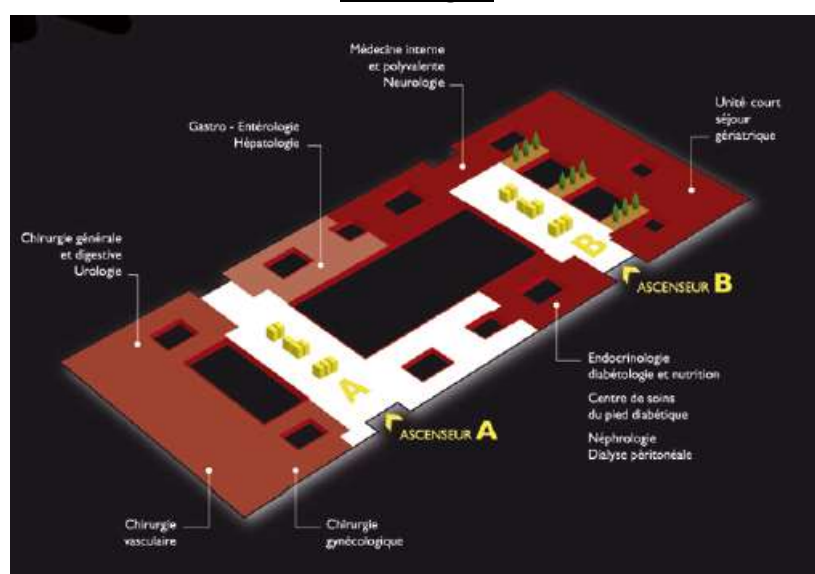 Médecine interne
et polyvalente
Neurologie
Unité court
séjour
gériatrique
Gastro - Entérologie
Hépatologie
Chirurgie générale
et digestive
Urologie
B
ASCENSEUR B
A
ASCENSEUR A
Endocrinologie
diabétologie et nutrition
Centre de soins
du pied diabétique
Néphrologie
Dialyse péritonéale
Chirurgie
vasculaire
Chirurgie
gynécologique